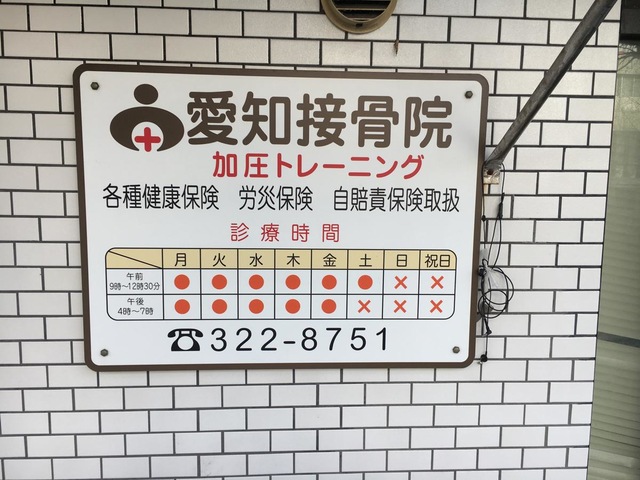 愛知接骨院
加圧トレーニング
各種健康保険 労災保険 自賠責保険取扱
診療時間
月 火 水 木 金 土 日 祝日
午前
9時～12時30分 ● ● ● ● ● ● × ×
午後
4時～7時 ● ● ● ● ● × × ×
☎322-8751